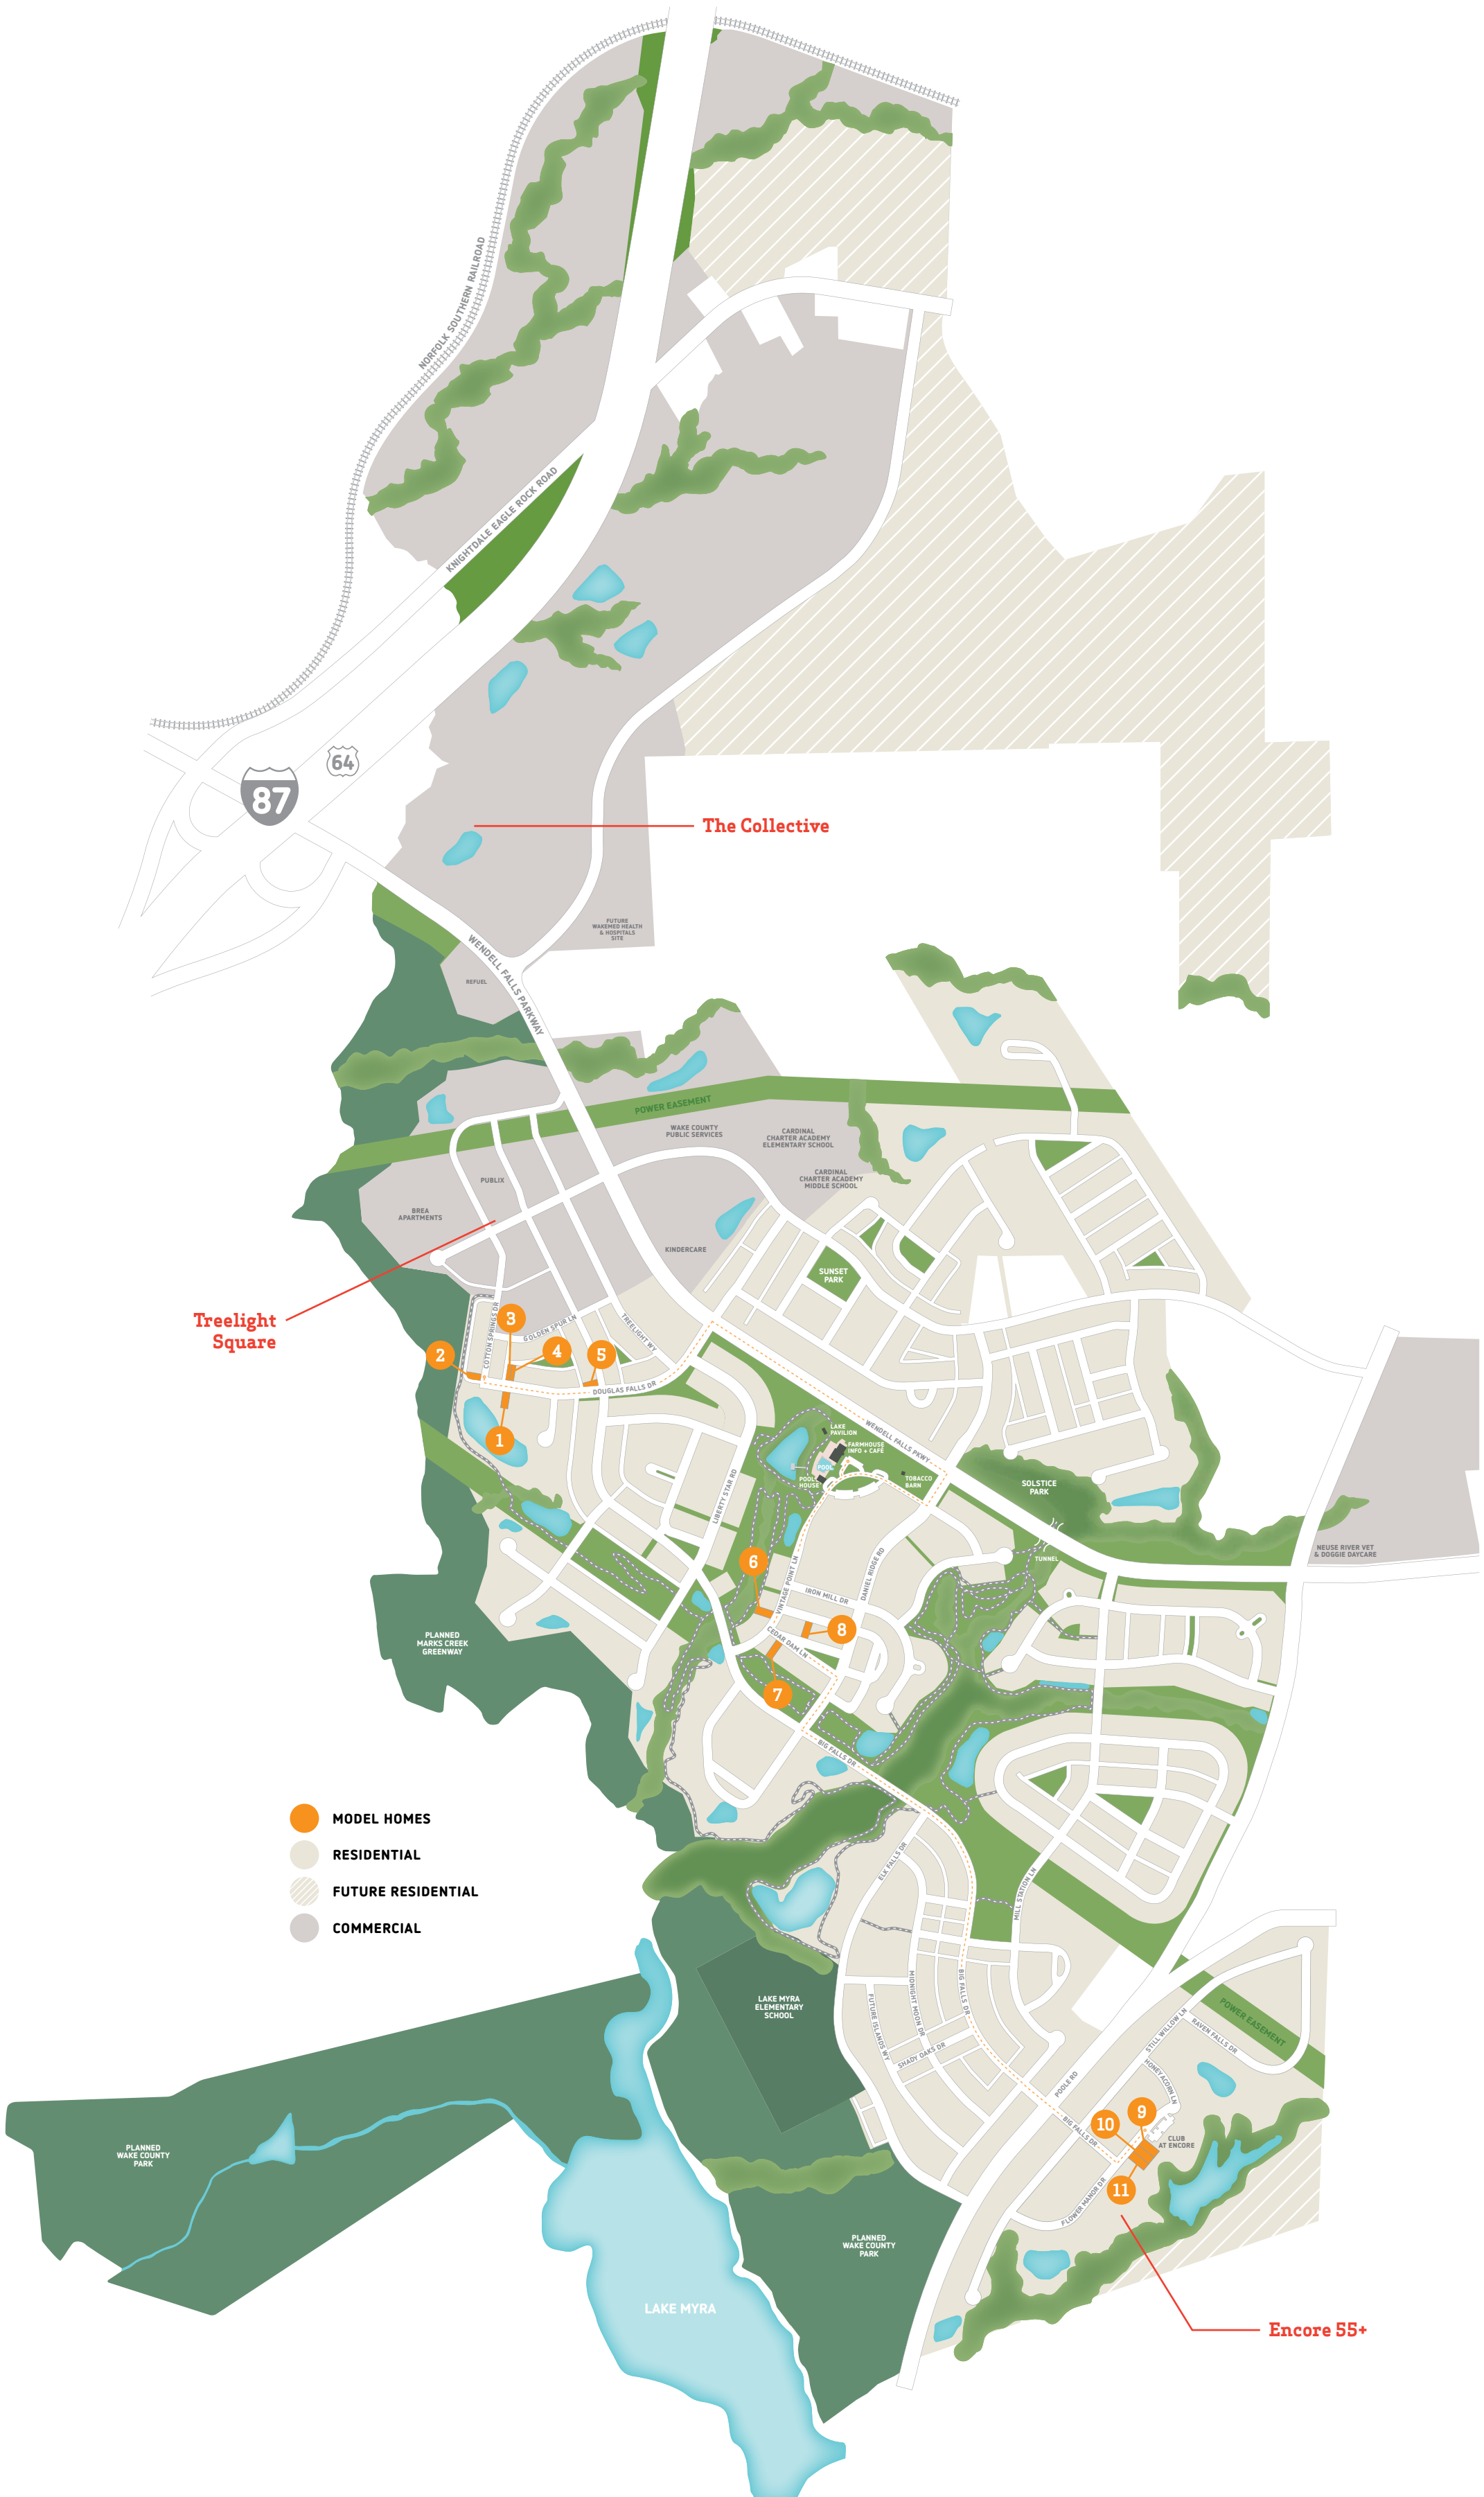 NORFOLK SOUTHERN RAILROAD
KNIGHTDALE EAGLE ROCK ROAD
64
87
The Collective
FUTURE
WAKEMED HEALTH
& HOSPITALS
SITE
WENDELL FALLS PARKWAY
REFUEL
POWER EASEMENT
WAKE COUNTY
PUBLIC SERVICES
CARDINAL
CHARTER ACADEMY
ELEMENTARY SCHOOL
CARDINAL
CHARTER ACADEMY
MIDDLE SCHOOL
PUBLIX
BREA
APARTMENTS
KINDERCARE
SUNSET
PARK
Treelight
Square
COTTON SPRINGS DR
GOLDEN SPUR LN
TREELIGHT WY
3
2
4
5
DOUGLAS FALLS DR
1
LAKE
PAVILION
FARMHOUSE
INFO + CAFÉ
POOL
POOL
HOUSE
TOBACCO
BARN
WENDELL FALLS PKWY
SOLSTICE
PARK
TUNNEL
NEUSE RIVER VET
& DOGGIE DAYCARE
LIBERTY STAR RD
VINTAGE POINT LN
DANIEL RIDGE RD
IRON MILL DR
6
8
CEDAR DAM LN
7
PLANNED
MARKS CREEK
GREENWAY
BIG FALLS DR
MODEL HOMES
RESIDENTIAL
FUTURE RESIDENTIAL
COMMERCIAL
ELK FALLS DR
MILL STATION LN
LAKE MYRA
ELEMENTARY
SCHOOL
FUTURE ISLANDS WY
MIDNIGHT MOON DR
BIG FALLS DR
SHADY OAKS DR
POWER EASEMENT
STILL WILLOW LN
RAVEN FALLS DR
HONEY ACORN LN
POOLE RD
BIG FALLS DR
9
10
CLUB
AT ENCORE
11
FLOWER MANOR DR
PLANNED
WAKE COUNTY
PARK
PLANNED
WAKE COUNTY
PARK
LAKE MYRA
Encore 55+